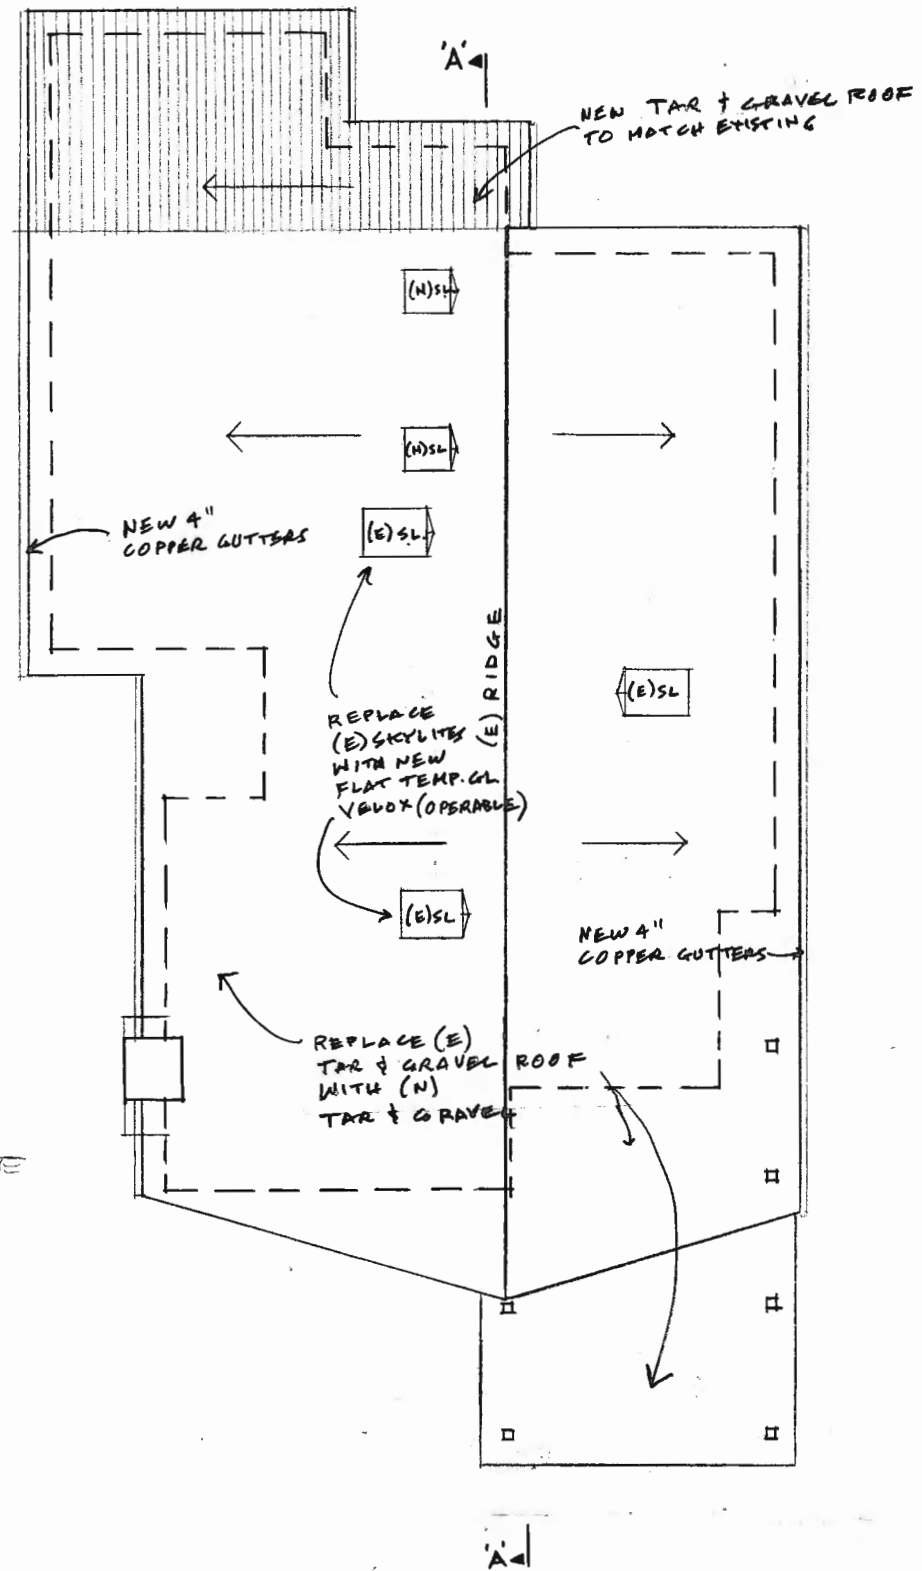 'A'
NEW TAR & GRAVEL ROOF
TO MATCH EXISTING
(N)SL
(N)SL
NEW 4"
COPPER GUTTERS
(E)SL.
(E) RIDGE
(E)SL
REPLACE
(E)SKYLITES
WITH NEW
FLAT TEMP. GL
VELUX (OPERABLE)
(E)SL
NEW 4"
COPPER GUTTERS
REPLACE (E)
TAR & GRAVEL ROOF
WITH (N)
TAR & GRAVEL
'A'